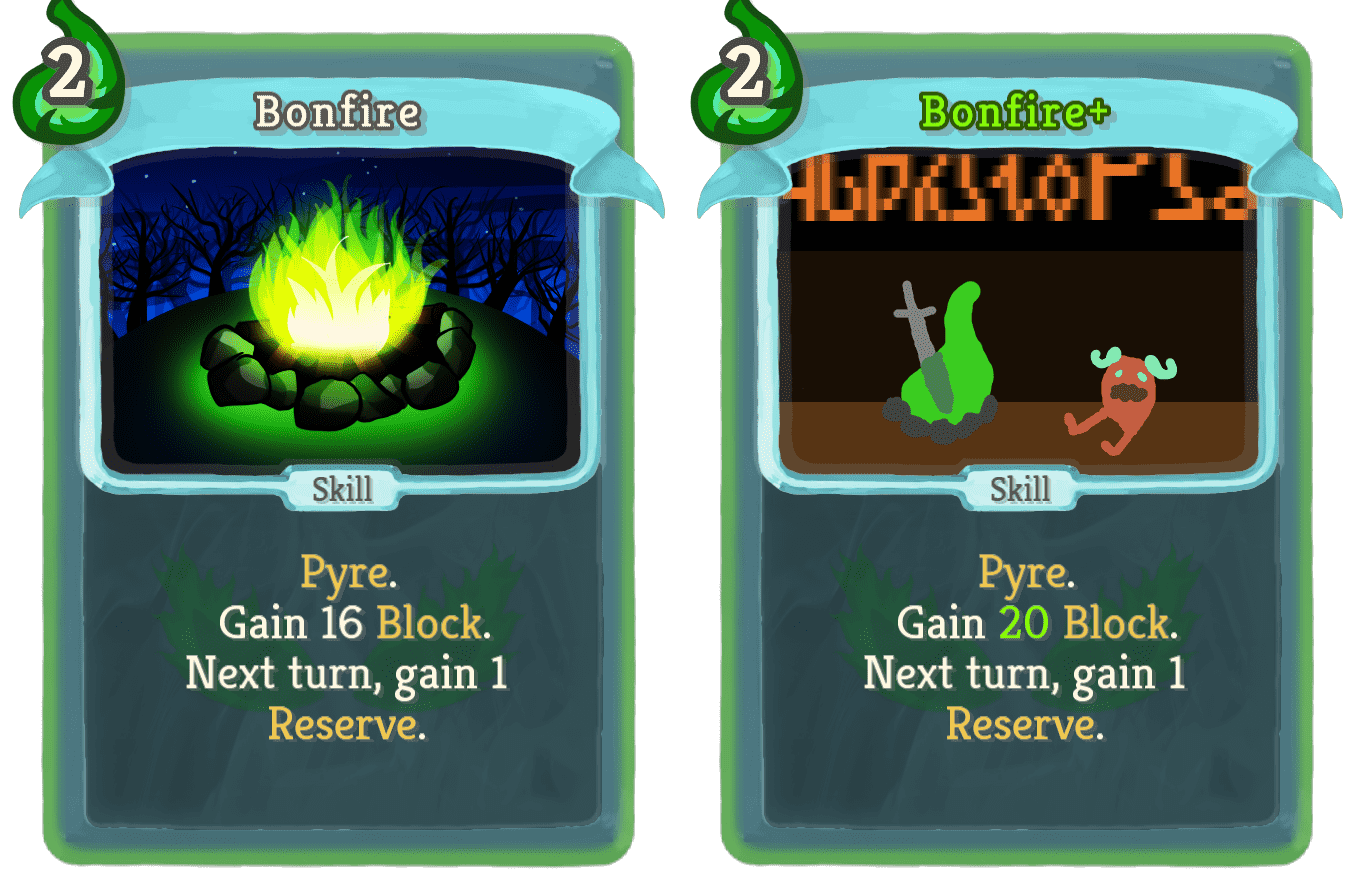 2
Bonfire
Skill
Pyre.
Gain 16 Block.
Next turn, gain 1
Reserve.
2
Bonfire+
Skill
Pyre.
Gain 20 Block.
Next turn, gain 1
Reserve.